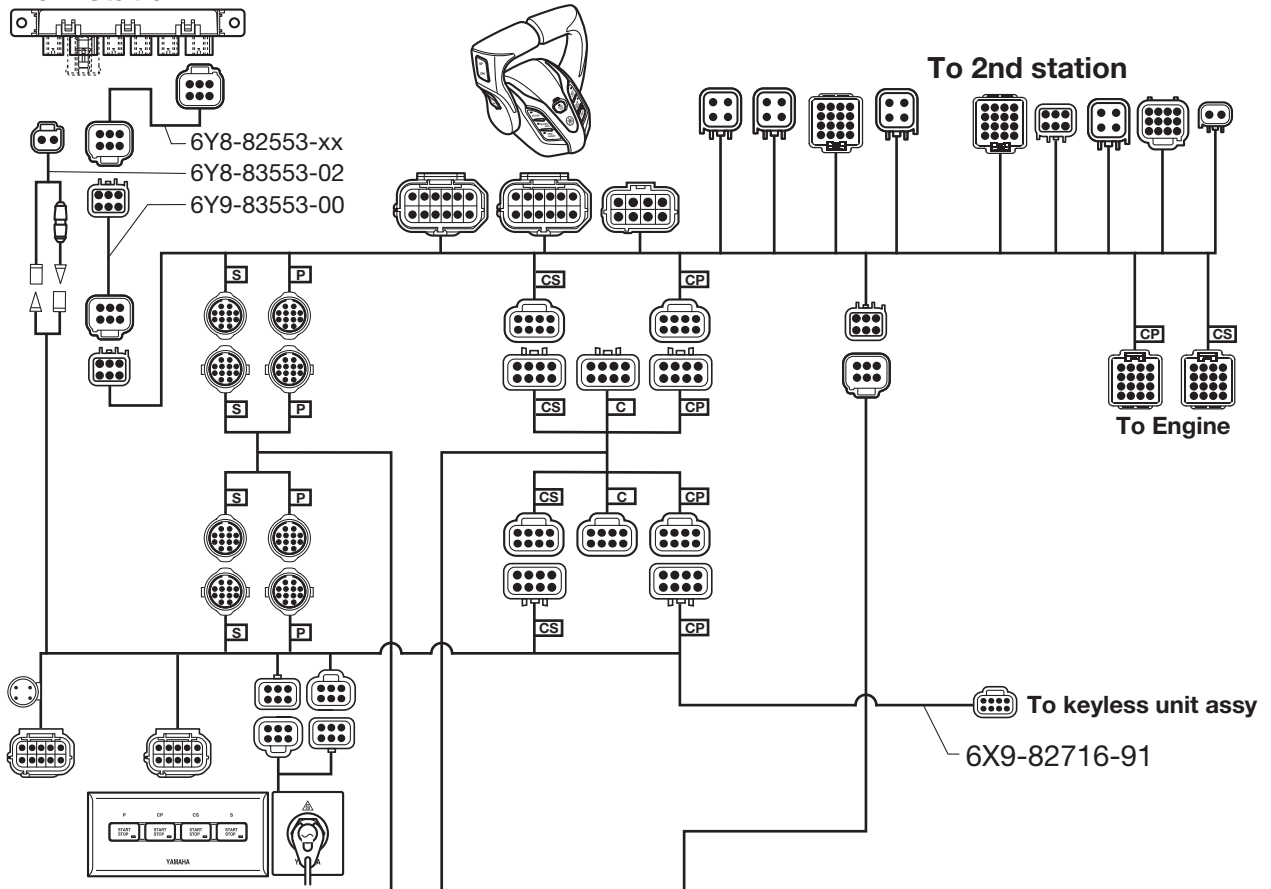 To 2nd station
6Y8-82553-xx
6Y8-83553-02
6Y9-83553-00
S
P
CS
CP
CP
CS
To Engine
S
P
CS
C
CP
S
P
CS
C
CP
S
P
CS
CP
To keyless unit assy
6X9-82716-91
P CP CS S
START STOP
START STOP
START STOP
START STOP
YAMAHA